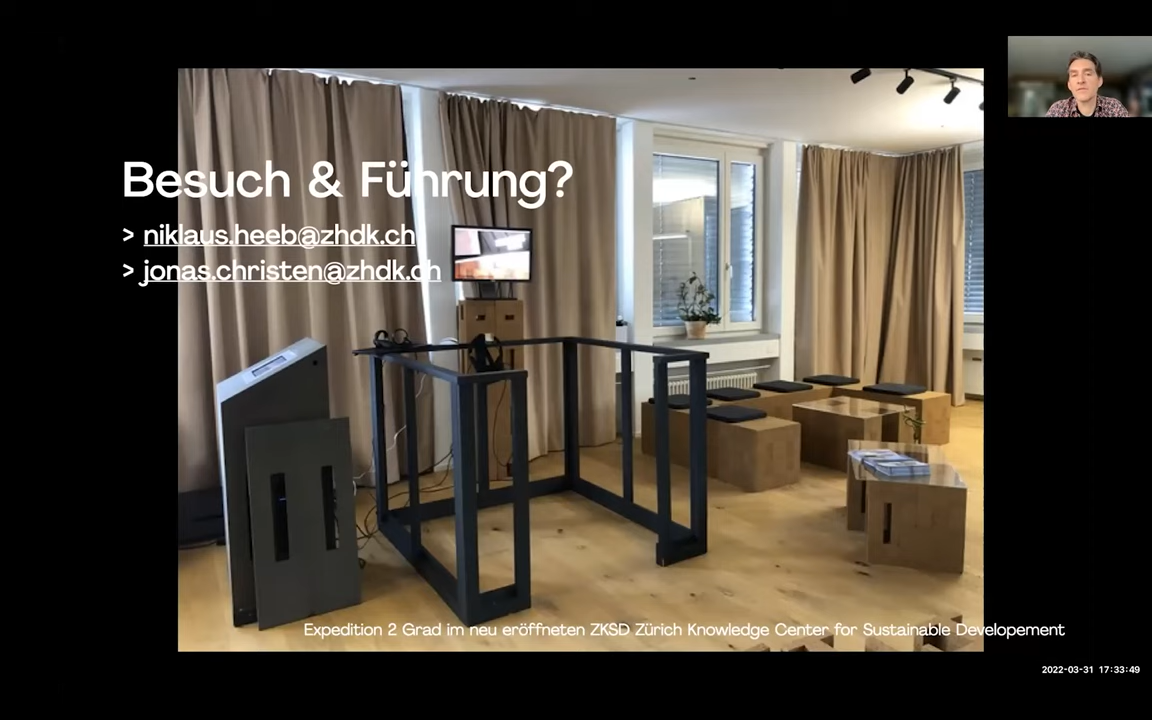 Besuch & Führung?
> niklaus.heeb@zhdk.ch
> jonas.christen@zhdk.ch
Expedition 2 Grad im neu eröffneten ZKSD Zürich Knowledge Center for Sustainable Developement
2022-03-31 17:33:49